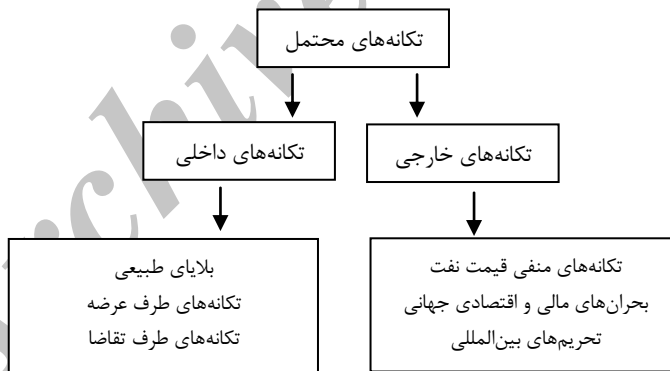 تکانه‌های محتمل
تکانه‌های خارجی
تکانه‌های داخلی
تکانه‌های منفی قیمت نفت
بحران‌های مالی و اقتصادی جهانی
تحریم‌های بین‌المللی
بلایای طبیعی
تکانه‌های طرف عرضه
تکانه‌های طرف تقاضا